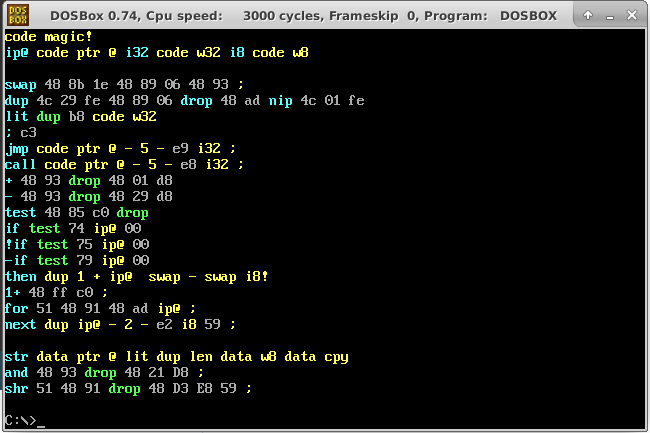 DOS BOX
DOSBox 0.74, Cpu speed: 3000 cycles, Frameskip 0, Program: DOSBOX
code magic!
ip@ code ptr @ i32 code w32 i8 code w8
swap 48 8b 1e 48 89 06 48 93 ;
dup 4c 29 fe 48 89 06 drop 48 ad nip 4c 01 fe
lit dup b8 code w32
; c3
jmp code ptr @ - 5 - e9 i32 ;
call code ptr @ - 5 - e8 i32 ;
+ 48 93 drop 48 01 d8
- 48 93 drop 48 29 d8
test 48 85 c0 drop
if test 74 ip@ 00
!if test 75 ip@ 00
-if test 79 ip@ 00
then dup 1 + ip@  swap - swap i8!
1+ 48 ff c0 ;
for 51 48 91 48 ad ip@ ;
next dup ip@ - 2 - e2 i8 59 ;
str data ptr @ lit dup len data w8 data cpy
and 48 93 drop 48 21 D8 ;
shr 51 48 91 drop 48 D3 E8 59 ;
C:\>_